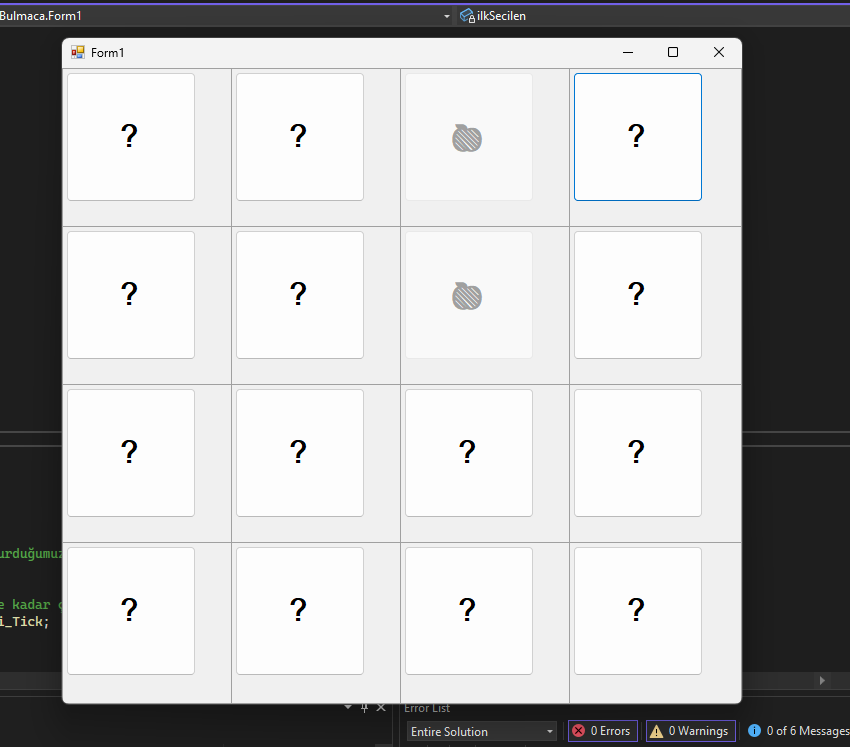 Bulmaca.Form1 ilkSecilen
Form1
? ? ?
? ? ?
? ? ? ?
? ? ? ?
urduğumuz
e kadar
i_Tick;
Error List
Entire Solution 0 Errors 0 Warnings 0 of 6 Messages